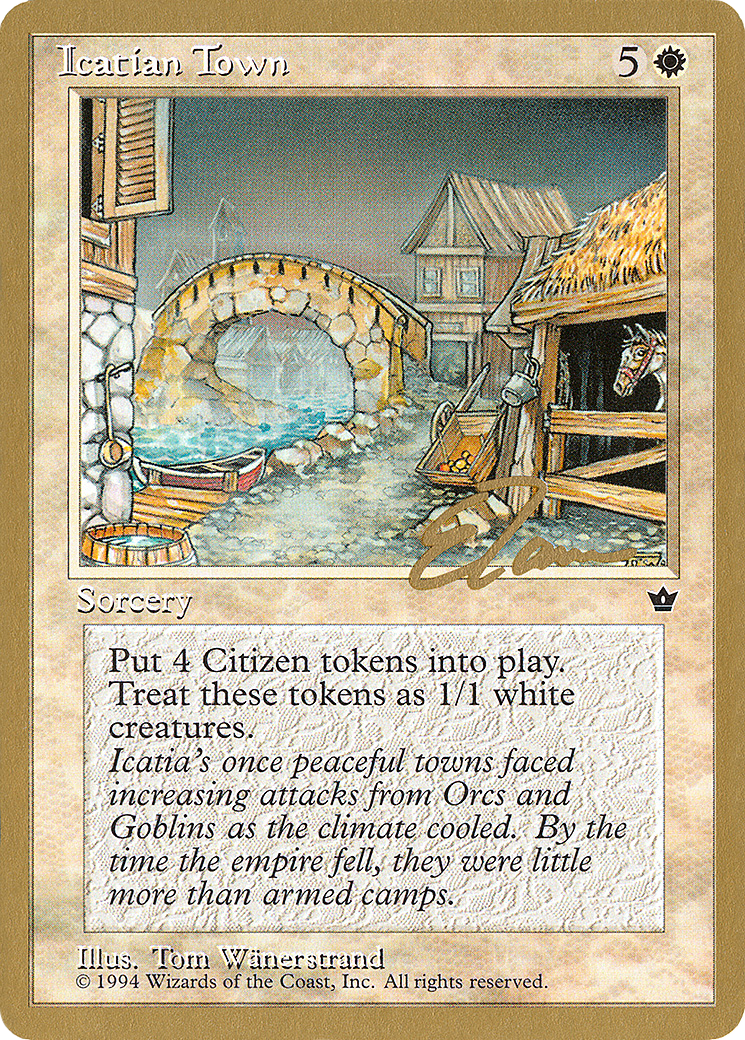 Icatian Town 5
Sorcery
Put 4 Citizen tokens into play.
Treat these tokens as 1/1 white
creatures.
Icatia's once peaceful towns faced
increasing attacks from Orcs and
Goblins as the climate cooled. By the
time the empire fell, they were little
more than armed camps.
Illus. Tom Wänerstrand
© 1994 Wizards of the Coast, Inc. All rights reserved.